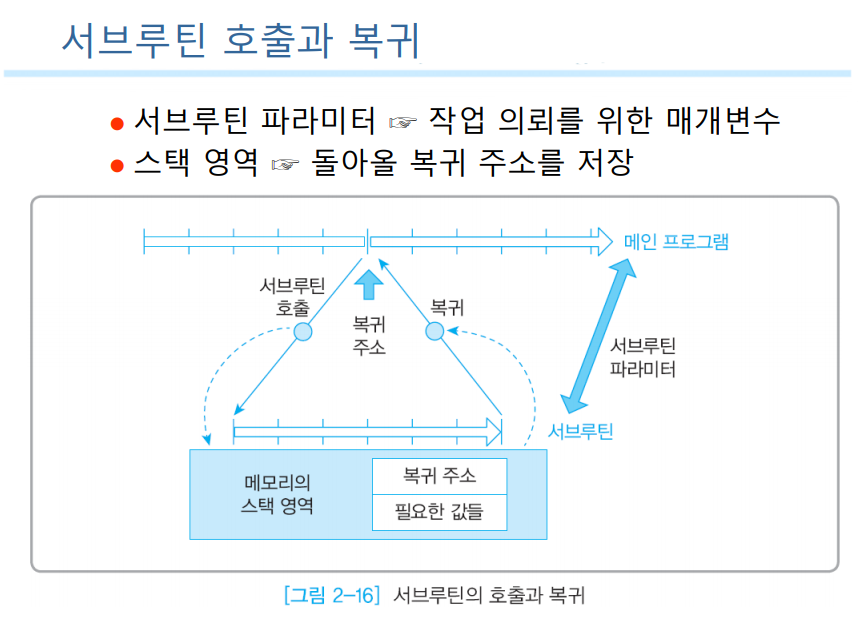 서브루틴 호출과 복귀
● 서브루틴 파라미터 ☞ 작업 의뢰를 위한 매개변수
● 스택 영역 ☞ 돌아올 복귀 주소를 저장
메인 프로그램
서브루틴
호출
복귀
주소
복귀
서브루틴
파라미터
서브루틴
메모리의
스택 영역
복귀 주소
필요한 값들
[그림 2-16] 서브루틴의 호출과 복귀